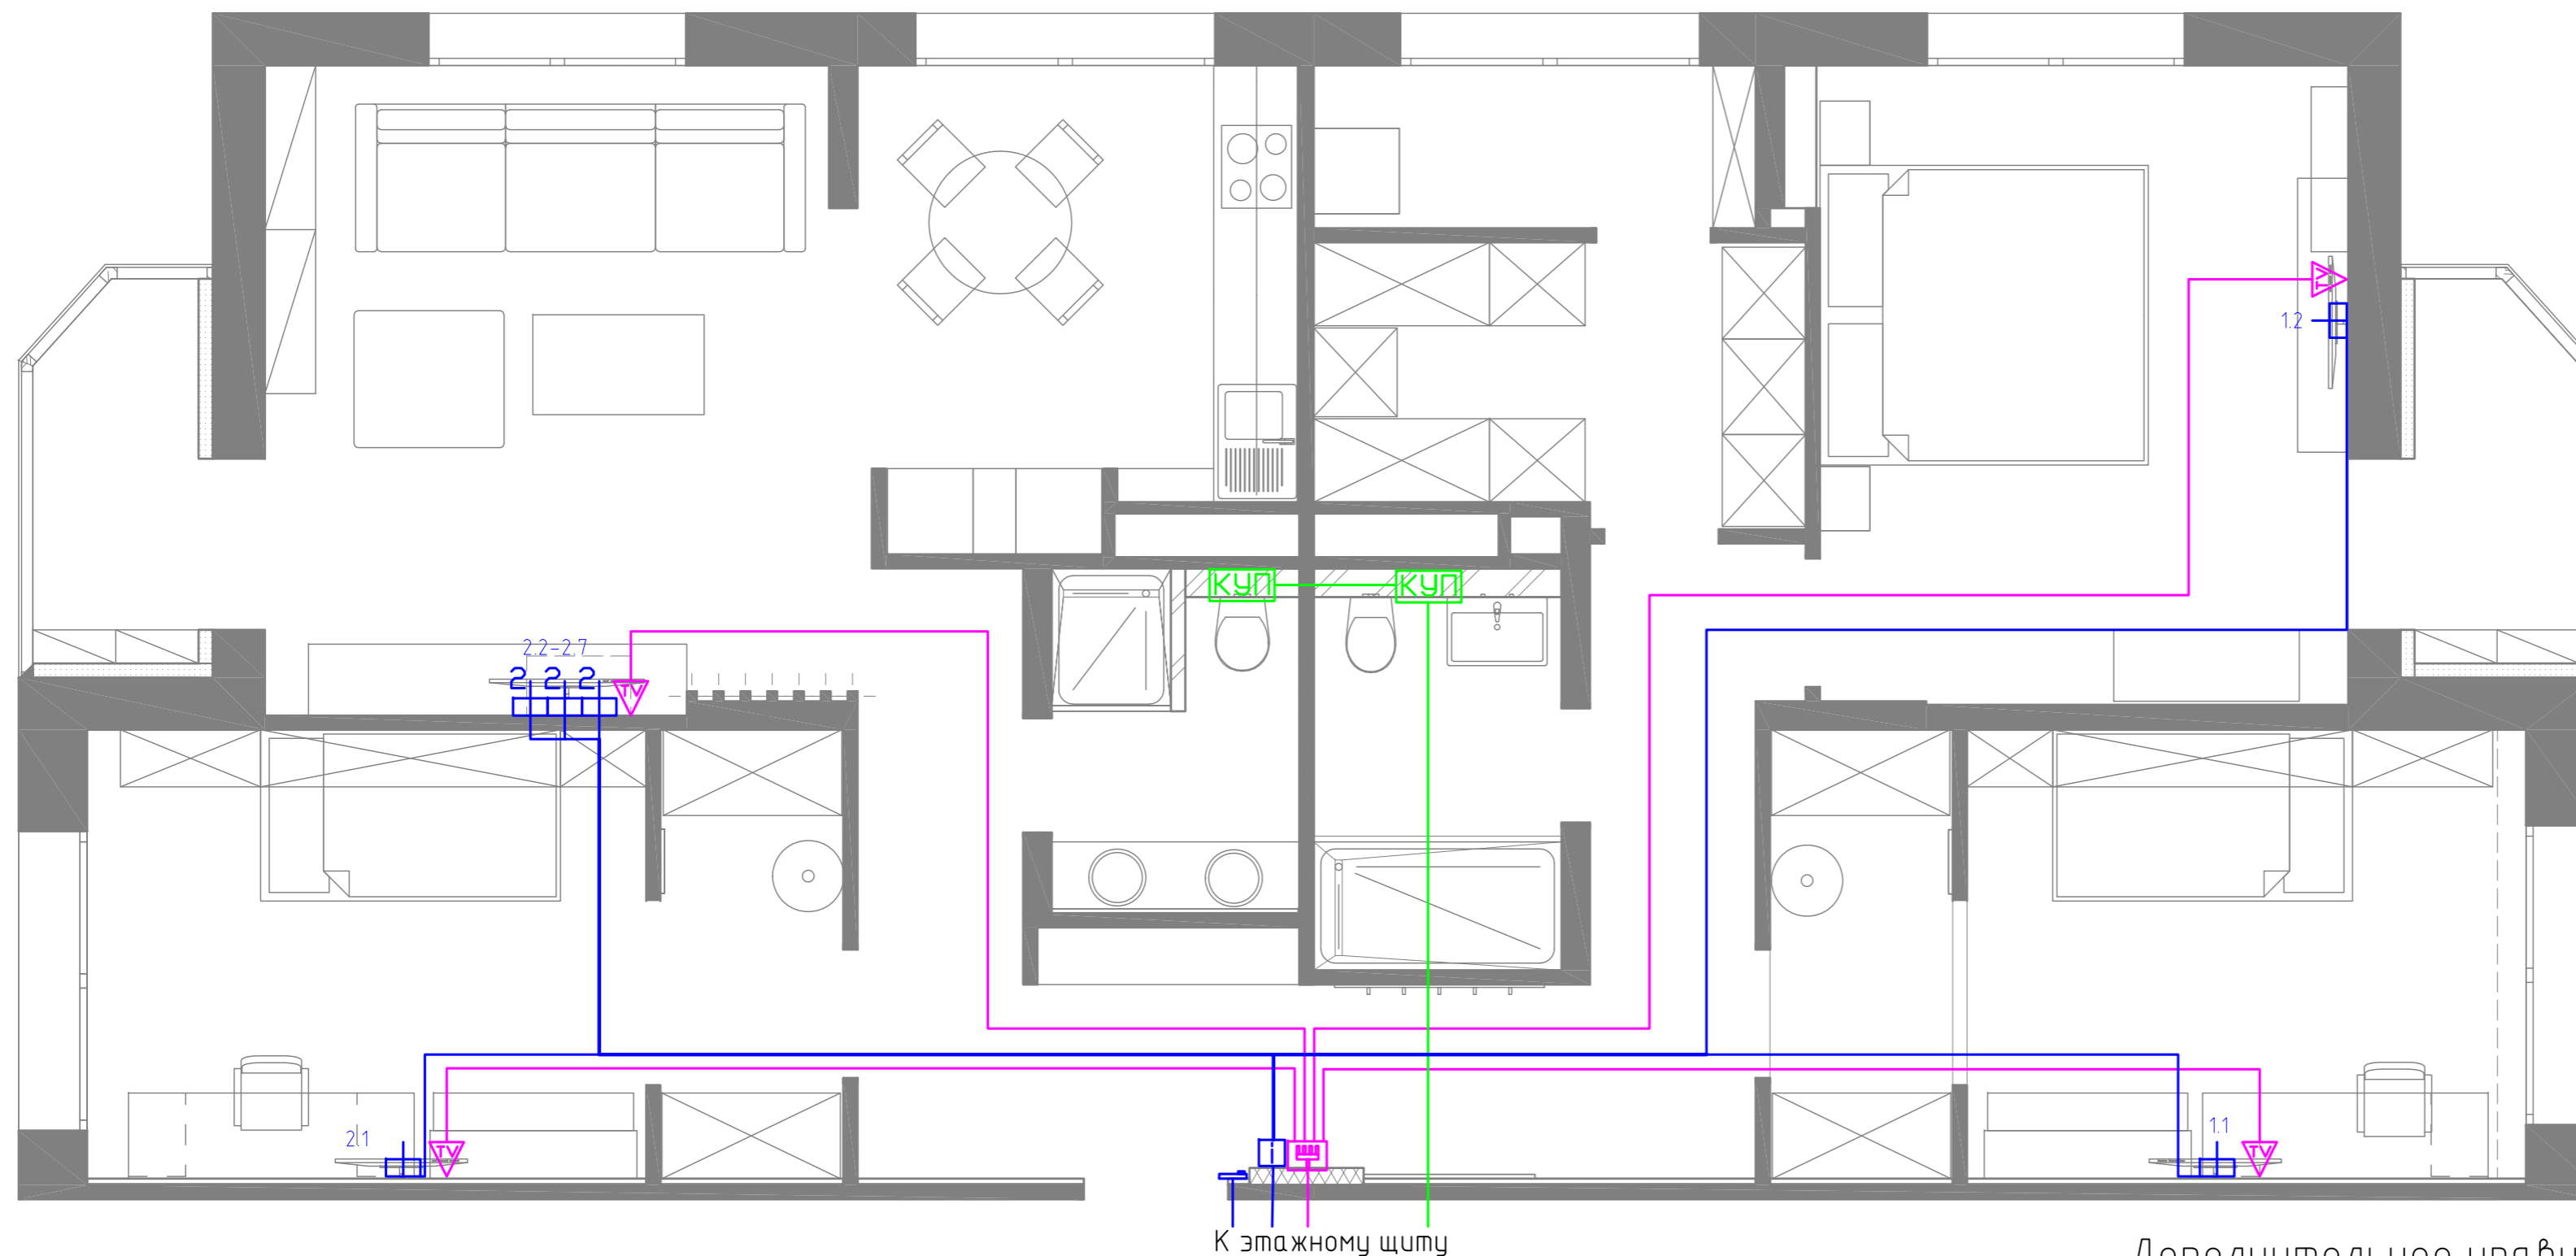 TV
1.2
КУП КУП
2.2-2.7
2 2 2 TV
1.1
2.1
TV TV
К этажному щиту